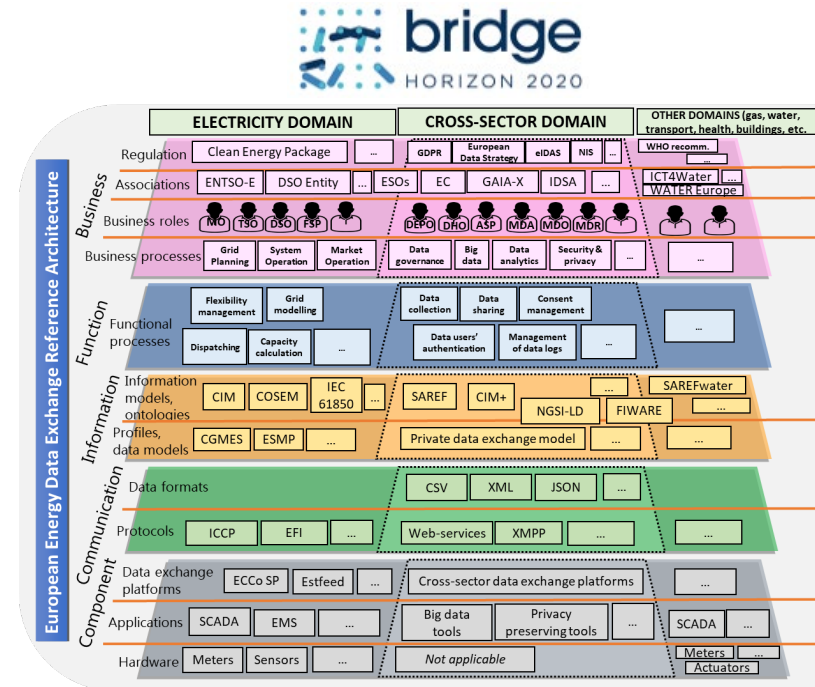 bridge
HORIZON 2020
ELECTRICITY DOMAIN
CROSS-SECTOR DOMAIN
OTHER DOMAINS (gas, water,
transport, health, buildings, etc.
European Energy Data Exchange Reference Architecture
Business
Regulation
Clean Energy Package
...
GDPR
European
Data Strategy
eIDAS
NIS
...
WHO recomm.
...
Associations
ENTSO-E
DSO Entity
...
ESOs
EC
GAIA-X
IDSA
...
ICT4Water
...
WATER Europe
Business roles
MO
TSO
DSO
FSP
DEPO
DHO
ASP
MDA
MDO
MDR
Business processes
Grid
Planning
System
Operation
Market
Operation
Data
governance
Big
data
Data
analytics
Security &
privacy
...
...
Function
Functional
processes
Flexibility
management
Grid
modelling
Dispatching
Capacity
calculation
...
Data
collection
Data
sharing
Consent
management
Data users'
authentication
Management
of data logs
...
...
Information
Information
models,
ontologies
CIM
COSEM
IEC
61850
...
SAREF
CIM+
...
NGSI-LD
FIWARE
SAREFwater
...
Profiles,
data models
CGMES
ESMP
...
Private data exchange model
...
...
Communication
Data formats
CSV
XML
JSON
...
Protocols
ICCP
EFI
...
Web-services
XMPP
...
...
Component
Data exchange
platforms
ECCo SP
Estfeed
...
Cross-sector data exchange platforms
...
Applications
SCADA
EMS
...
Big data
tools
Privacy
preserving tools
...
SCADA
...
Hardware
Meters
Sensors
...
Not applicable
Meters
...
Actuators